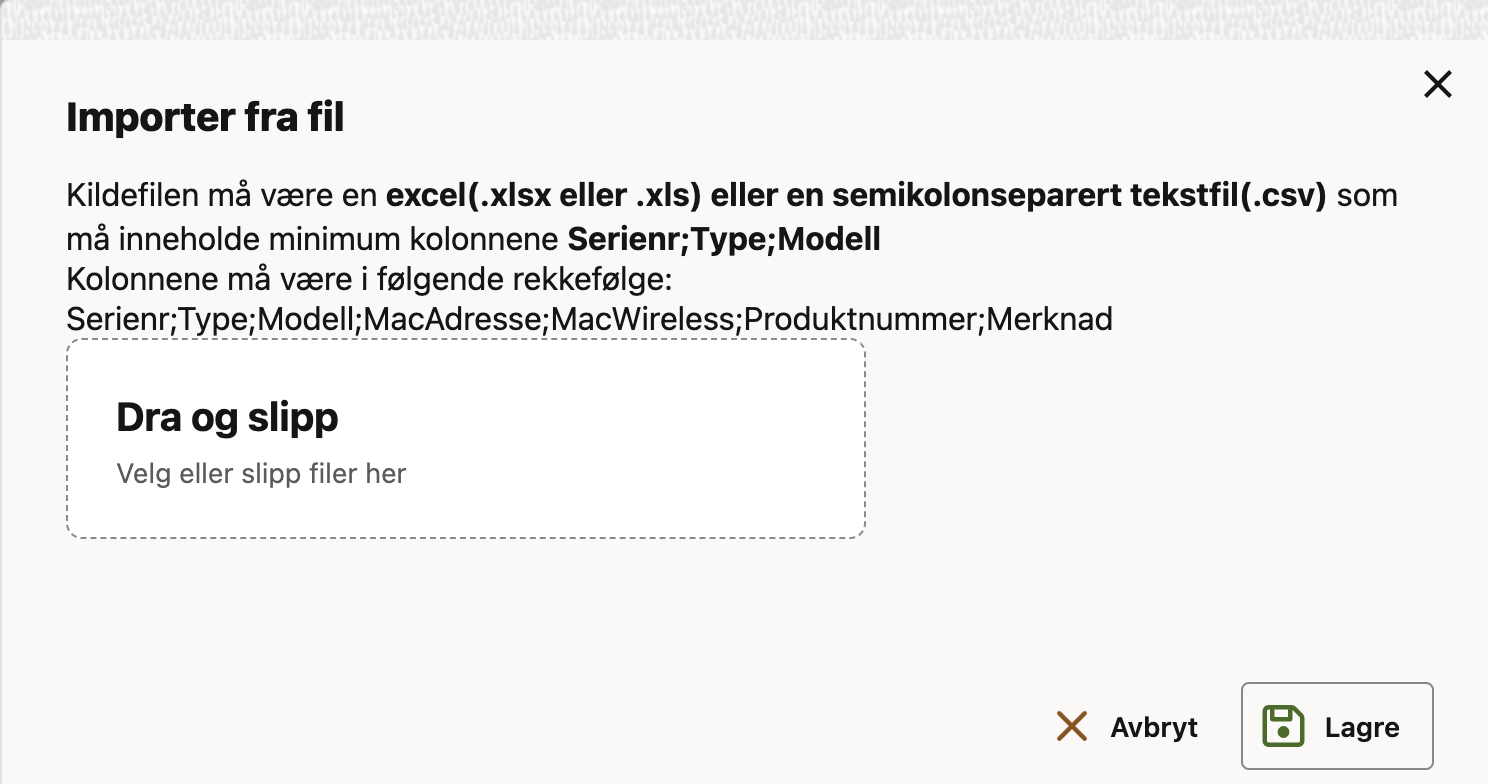 Importer fra fil
Kildefilen må være en excel(.xlsx eller .xls) eller en semikolonseparert tekstfil(.csv) som
må inneholde minimum kolonnene Serienr;Type;Modell
Kolonnene må være i følgende rekkefølge:
Serienr;Type;Modell;MacAdresse;MacWireless;Produktnummer;Merknad
Dra og slipp
Velg eller slipp filer her
Avbryt
Lagre